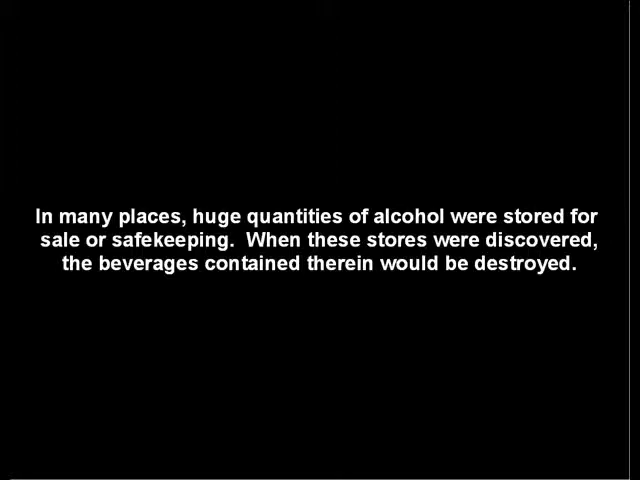 In many places, huge quantities of alcohol were stored for
sale or safekeeping.  When these stores were discovered,
the beverages contained therein would be destroyed.